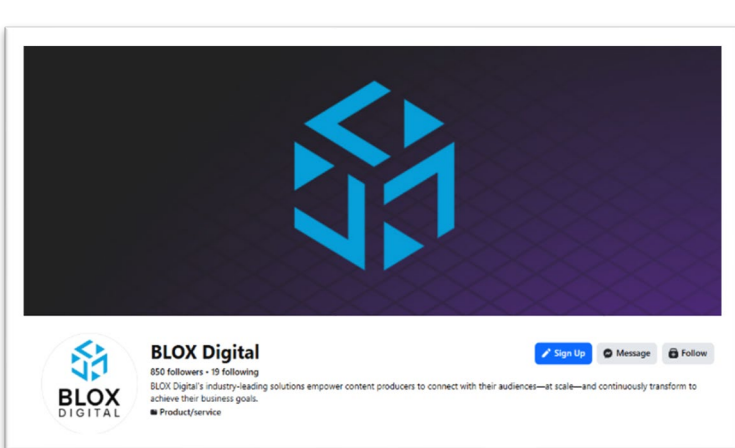 BLOX Digital
850 followers • 19 following
BLOX Digital's industry-leading solutions empower content producers to connect with their audiences—at scale—and continuously transform to
achieve their business goals.
Product/service
Sign Up
Message
Follow
BLOX
DIGITAL